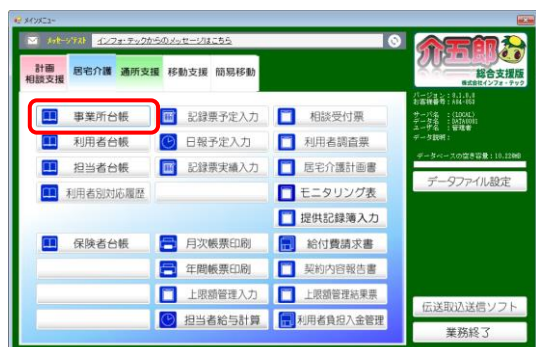 メインメニュー
インフォ・テックからのメッセージはこちら
計画
相談支援
居宅介護
通所支援
移動支援
簡易移動
介五郎
総合支援版
株式会社インフォ・テック
事業所台帳
記録票予定入力
相談受付票
利用者台帳
日報予定入力
利用者調査票
担当者台帳
記録票実績入力
居宅介護計画書
利用者別対応履歴
モニタリング表
提供記録簿入力
保険者台帳
月次帳票印刷
給付費請求書
年間帳票印刷
契約内容報告書
上限額管理入力
上限額管理結果票
担当者給与計算
利用者負担入金管理
データファイル設定
伝送取込送信ソフト
業務終了